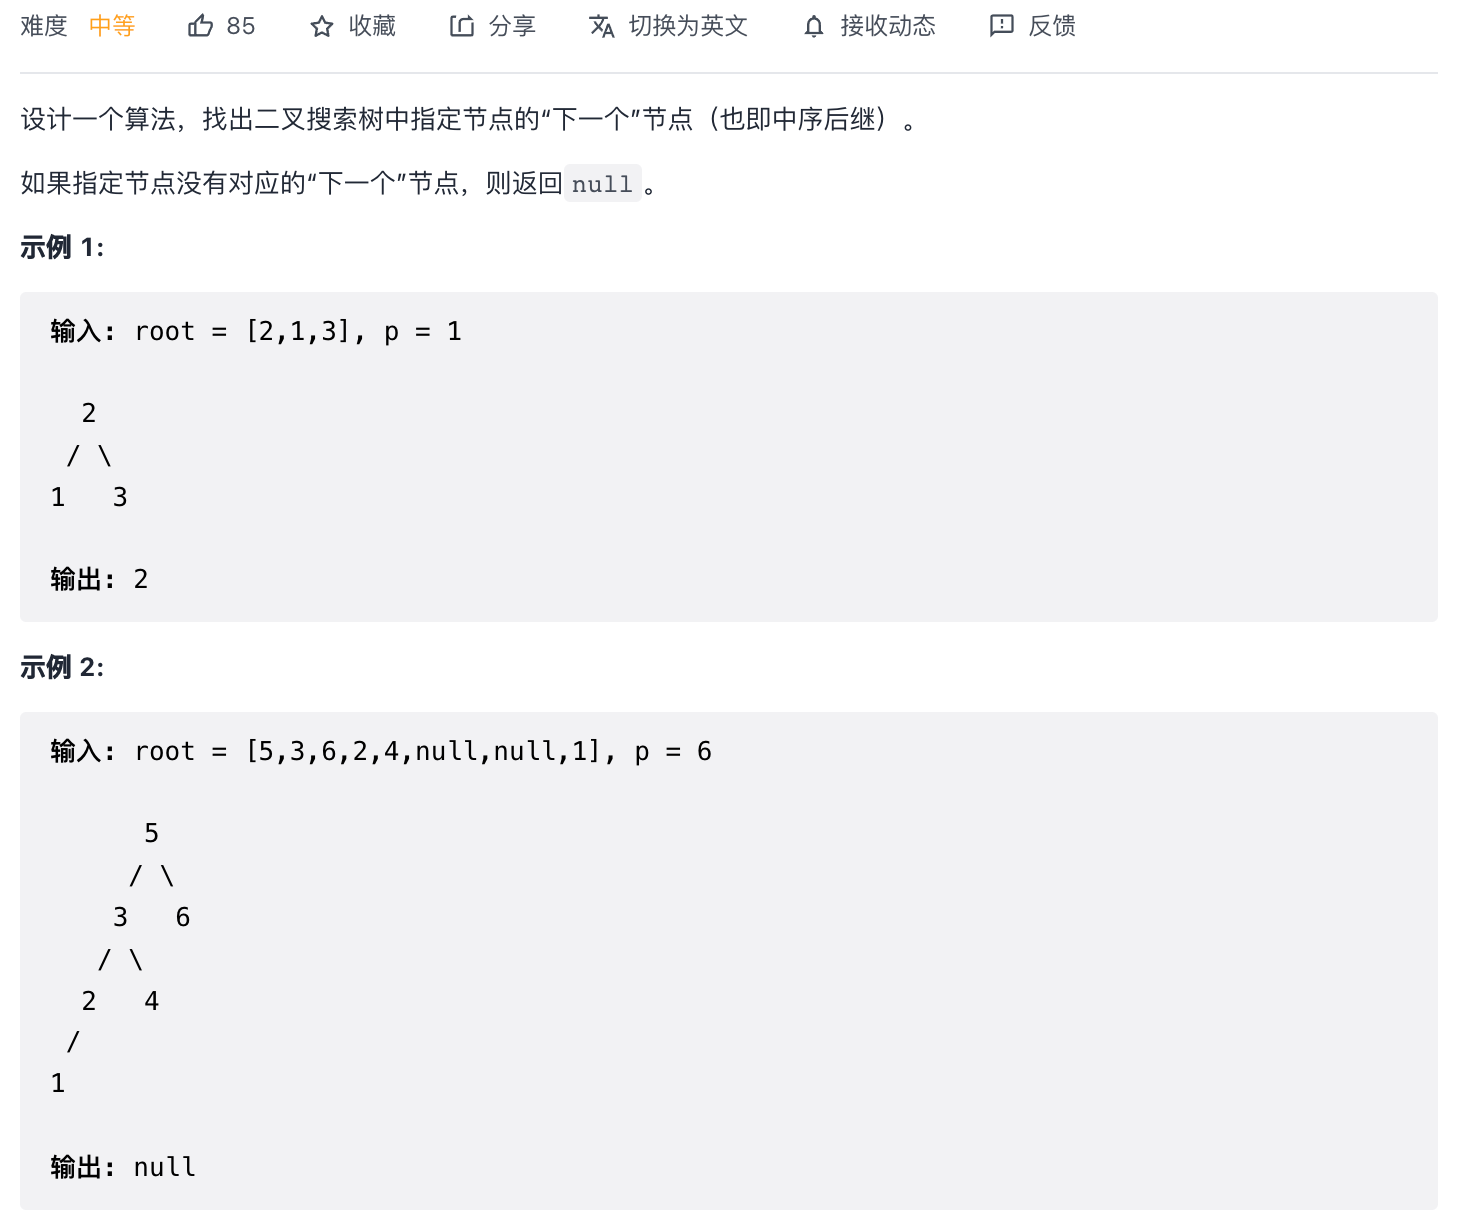 难度 中等 85 收藏 分享 切换为英文 接收动态 反馈
设计一个算法，找出二叉搜索树中指定节点的“下一个”节点（也即中序后继）。
如果指定节点没有对应的“下一个”节点，则返回null。
示例 1:
输入: root = [2,1,3], p = 1
  2
 / \
1   3
输出: 2
示例 2:
输入: root = [5,3,6,2,4,null,null,1], p = 6
      5
     / \
    3   6
   / \
  2   4
 /
1
输出: null